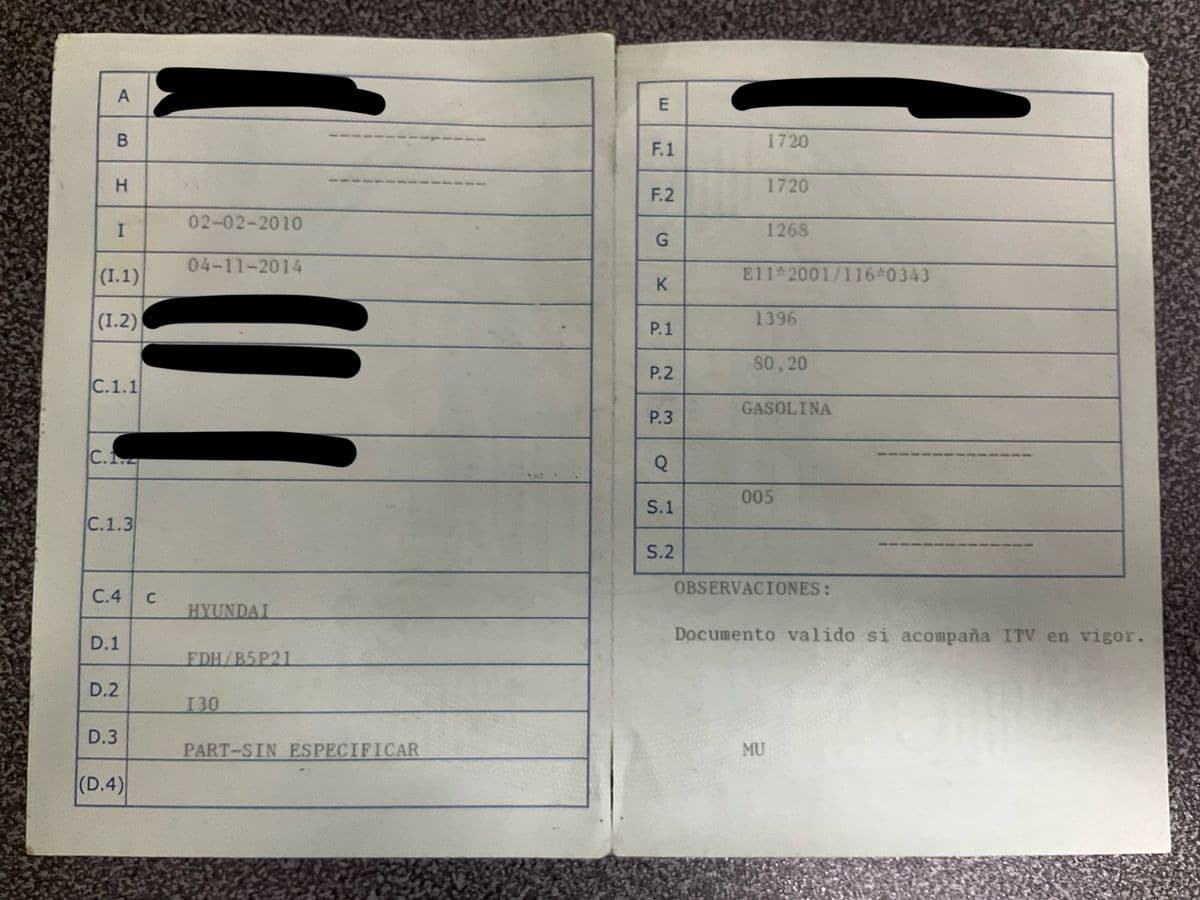 A
B --------------
H --------------
I 02-02-2010
(I.1) 04-11-2014
(I.2)
C.1.1
C.1.2
C.1.3
C.4 c
HYUNDAI
D.1
FDH/B5P21
D.2
I30
D.3
PART-SIN ESPECIFICAR
(D.4)
E
F.1 1720
F.2 1720
G 1268
K E11*2001/116*0343
P.1 1396
P.2 80,20
P.3 GASOLINA
Q --------------
S.1 005
S.2 --------------
OBSERVACIONES:
Documento valido si acompaña ITV en vigor.
MU